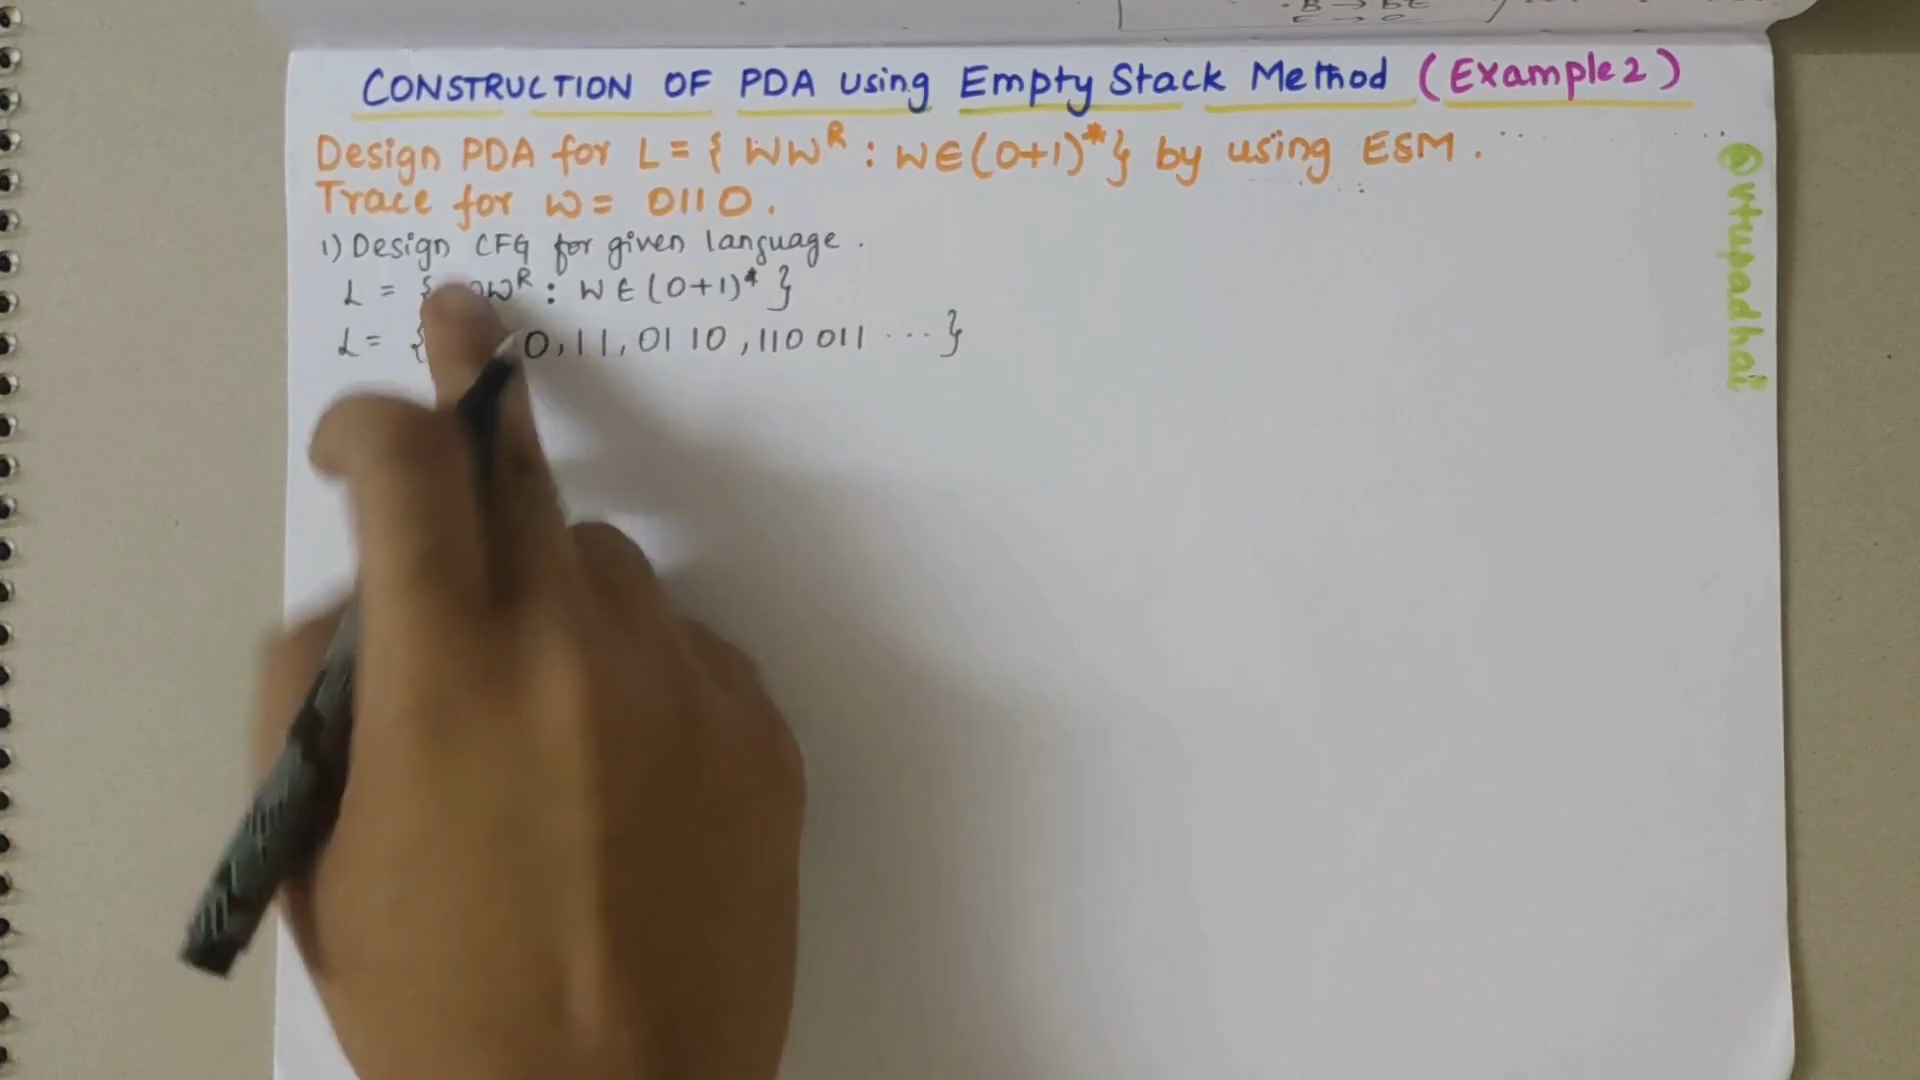 CONSTRUCTION OF PDA using Empty Stack Method (Example 2)
Design PDA for L = { WW^R : W∈(0+1)* } by using ESM.
Trace for w = 0110.
1) Design CFG for given language.
L = { WW^R : W∈(0+1)* }
L = { 0, 11, 0110, 110011 ... }
@vtupadhai